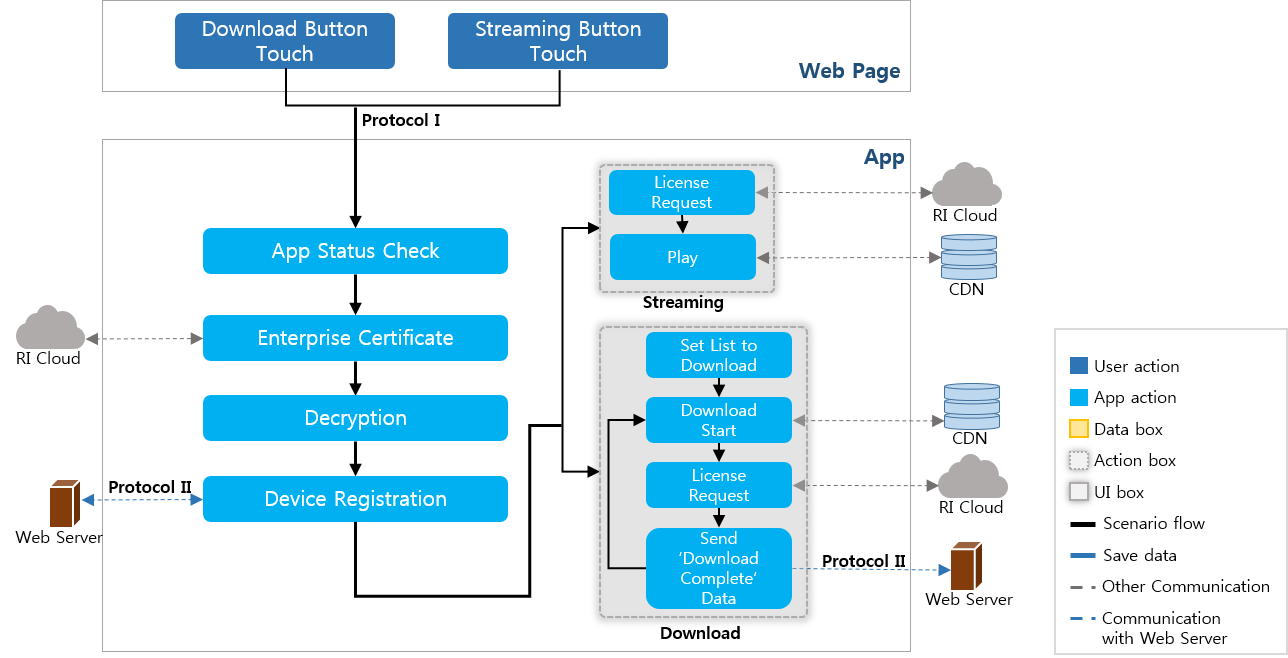 Download Button
Touch
Streaming Button
Touch
Web Page
Protocol I
App
App Status Check
Enterprise Certificate
RI Cloud
Decryption
Device Registration
Protocol II
Web Server
License
Request
RI Cloud
Play
CDN
Streaming
Set List to
Download
Download
Start
CDN
License
Request
RI Cloud
Send
‘Download
Complete’
Data
Protocol II
Web Server
Download
User action
App action
Data box
Action box
UI box
Scenario flow
Save data
Other Communication
Communication
with Web Server